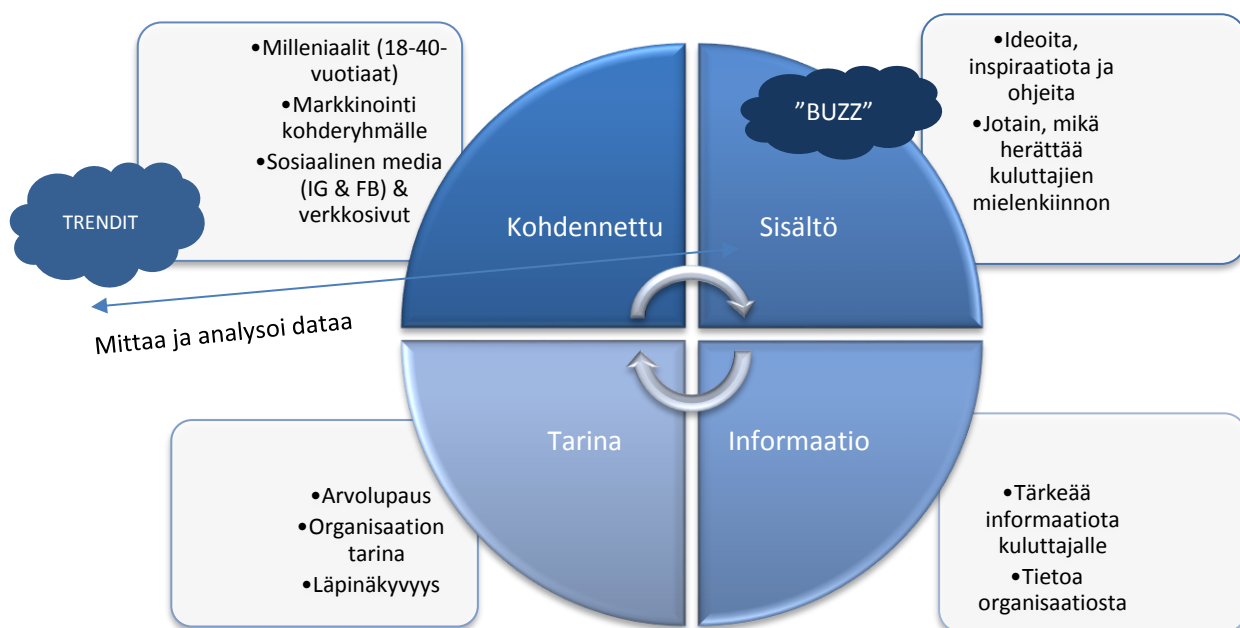 •Milleniaalit (18-40-
vuotiaat)
•Markkinointi
kohderyhmälle
•Sosiaalinen media
(IG & FB) &
verkkosivut
TRENDIT
Kohdennettu
"BUZZ"
Sisältö
•Ideoita,
inspiraatiota ja
ohjeita
•Jotain, mikä
herättää
kuluttajien
mielenkiinnon
Mittaa ja analysoi dataa
Tarina
Informaatio
•Arvolupaus
•Organisaation
tarina
•Läpinäkyvyys
•Tärkeää
informaatiota
kuluttajalle
•Tietoa
organisaatiosta